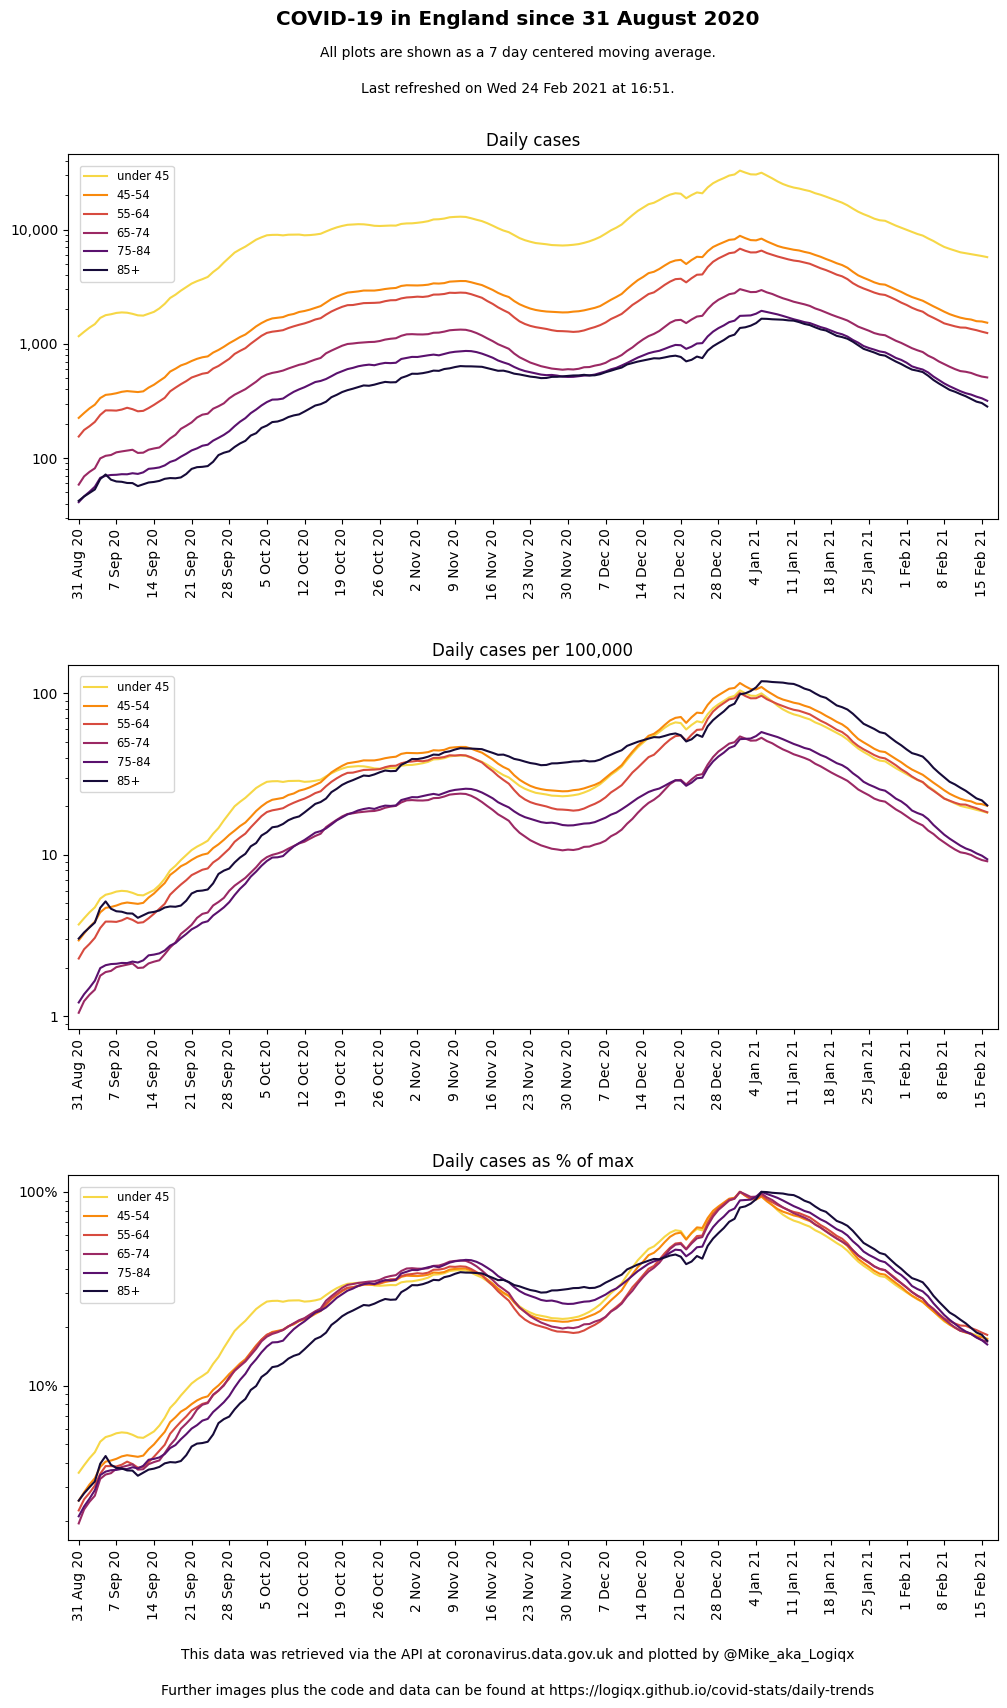 COVID-19 in England since 31 August 2020
All plots are shown as a 7 day centered moving average.
Last refreshed on Wed 24 Feb 2021 at 16:51.
Daily cases
under 45
45-54
55-64
65-74
75-84
85+
10,000
1,000
100
31 Aug 20
7 Sep 20
14 Sep 20
21 Sep 20
28 Sep 20
5 Oct 20
12 Oct 20
19 Oct 20
26 Oct 20
2 Nov 20
9 Nov 20
16 Nov 20
23 Nov 20
30 Nov 20
7 Dec 20
14 Dec 20
21 Dec 20
28 Dec 20
4 Jan 21
11 Jan 21
18 Jan 21
25 Jan 21
1 Feb 21
8 Feb 21
15 Feb 21
Daily cases per 100,000
under 45
45-54
55-64
65-74
75-84
85+
100
10
1
31 Aug 20
7 Sep 20
14 Sep 20
21 Sep 20
28 Sep 20
5 Oct 20
12 Oct 20
19 Oct 20
26 Oct 20
2 Nov 20
9 Nov 20
16 Nov 20
23 Nov 20
30 Nov 20
7 Dec 20
14 Dec 20
21 Dec 20
28 Dec 20
4 Jan 21
11 Jan 21
18 Jan 21
25 Jan 21
1 Feb 21
8 Feb 21
15 Feb 21
Daily cases as % of max
under 45
45-54
55-64
65-74
75-84
85+
100%
10%
31 Aug 20
7 Sep 20
14 Sep 20
21 Sep 20
28 Sep 20
5 Oct 20
12 Oct 20
19 Oct 20
26 Oct 20
2 Nov 20
9 Nov 20
16 Nov 20
23 Nov 20
30 Nov 20
7 Dec 20
14 Dec 20
21 Dec 20
28 Dec 20
4 Jan 21
11 Jan 21
18 Jan 21
25 Jan 21
1 Feb 21
8 Feb 21
15 Feb 21
This data was retrieved via the API at coronavirus.data.gov.uk and plotted by @Mike_aka_Logiqx
Further images plus the code and data can be found at https://logiqx.github.io/covid-stats/daily-trends